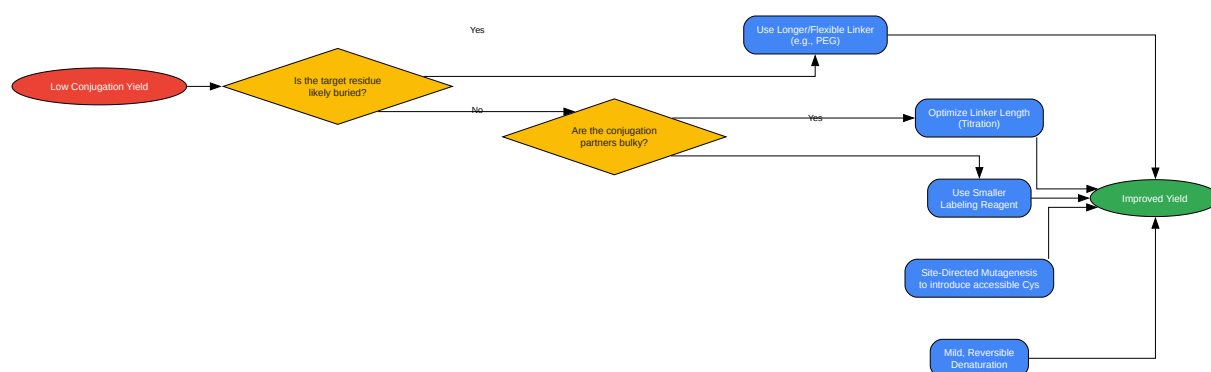 Yes
Use Longer/Flexible Linker
(e.g., PEG)
Low Conjugation Yield
Is the target residue
likely buried?
No
Are the conjugation
partners bulky?
Yes
Optimize Linker Length
(Titration)
Use Smaller
Labeling Reagent
Improved Yield
Site-Directed Mutagenesis
to introduce accessible Cys
Mild, Reversible
Denaturation